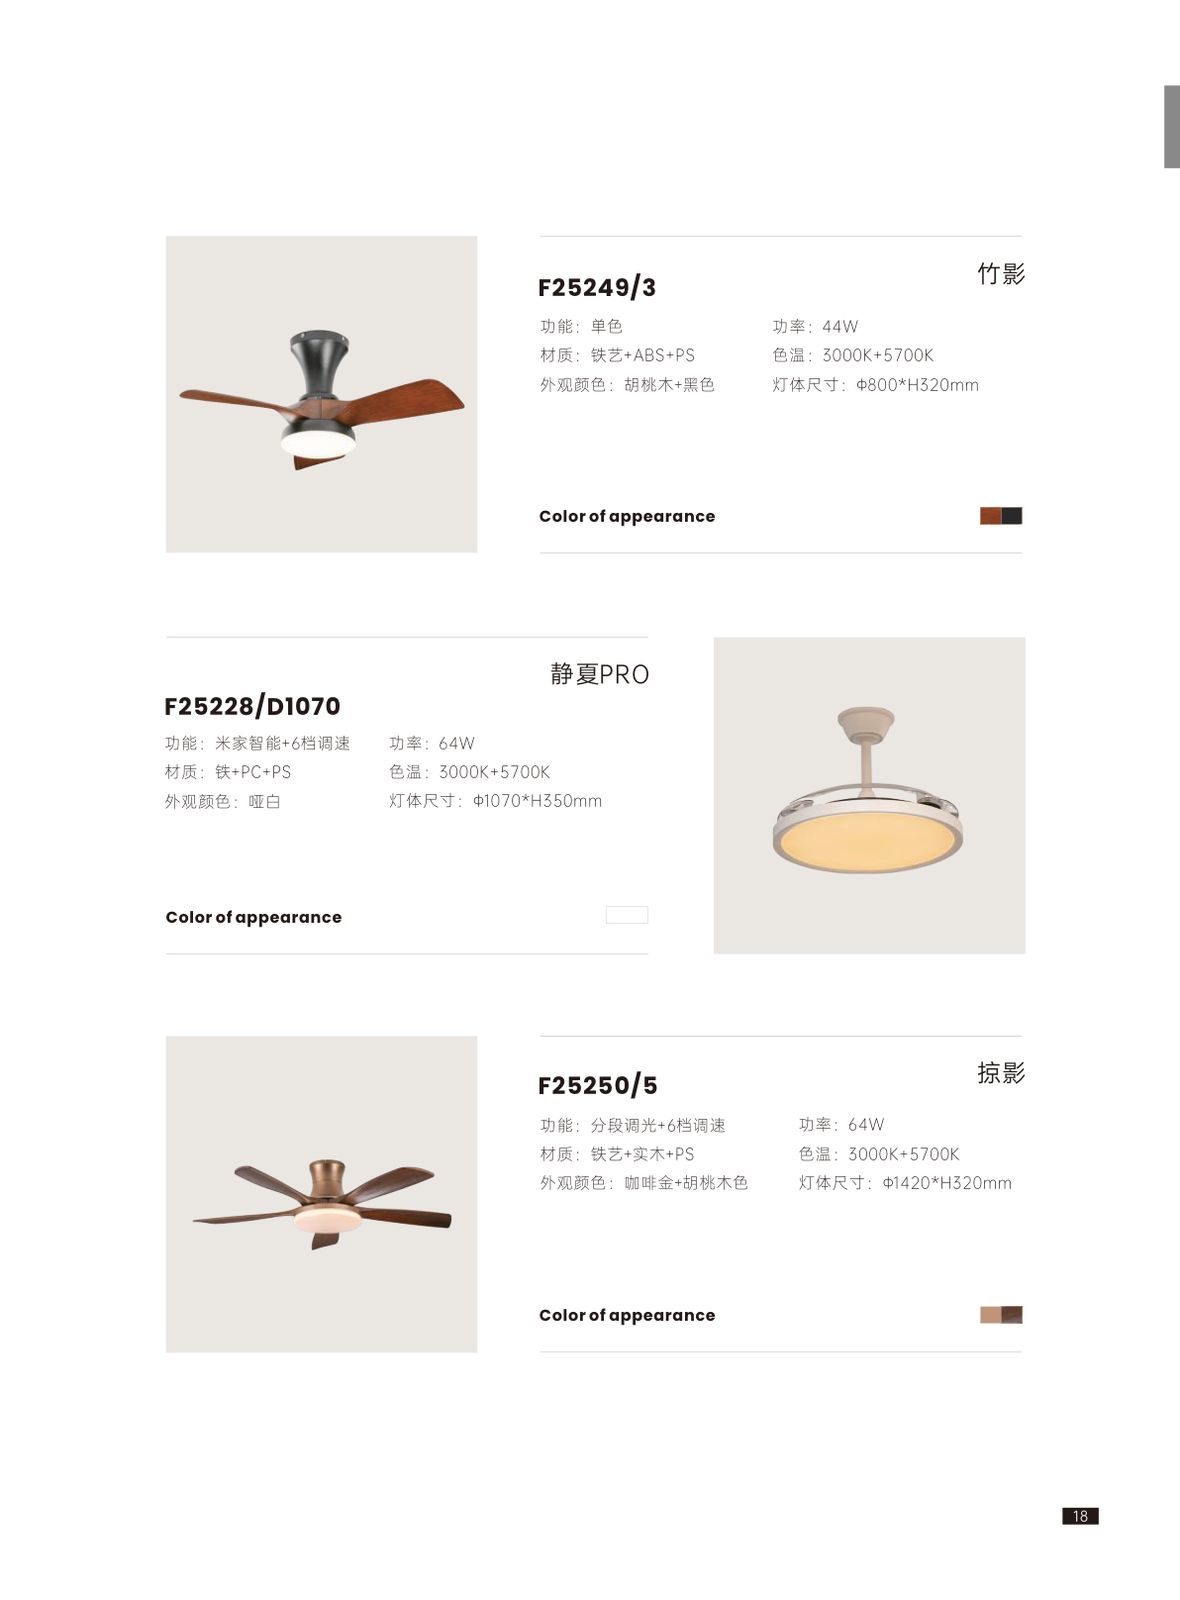 竹影
F25249/3
功能：单色 功率：44W
材质：铁艺+ABS+PS 色温：3000K+5700K
外观颜色：胡桃木+黑色 灯体尺寸：Φ800*H320mm
Color of appearance
静夏PRO
F25228/D1070
功能：米家智能+6档调速 功率：64W
材质：铁+PC+PS 色温：3000K+5700K
外观颜色：哑白 灯体尺寸：Φ1070*H350mm
Color of appearance
掠影
F25250/5
功能：分段调光+6档调速 功率：64W
材质：铁艺+实木+PS 色温：3000K+5700K
外观颜色：咖啡金+胡桃木色 灯体尺寸：Φ1420*H320mm
Color of appearance
18